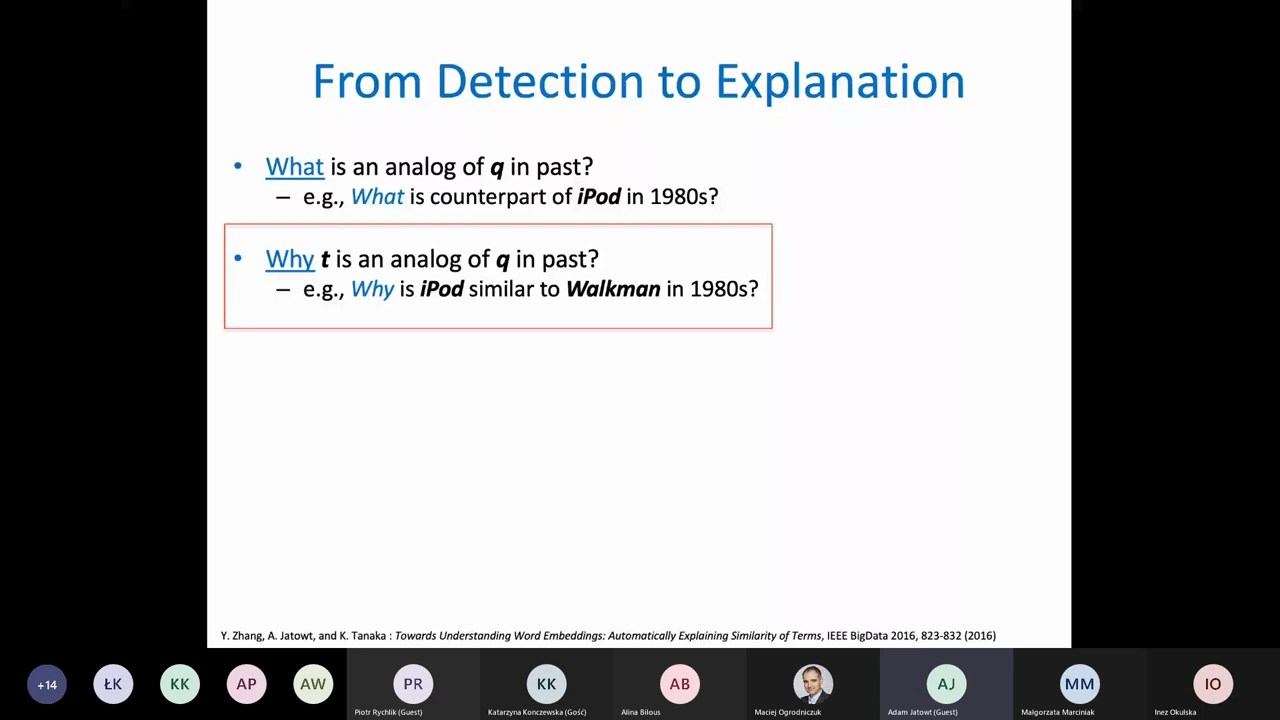 From Detection to Explanation
• What is an analog of q in past?
– e.g., What is counterpart of iPod in 1980s?
• Why t is an analog of q in past?
– e.g., Why is iPod similar to Walkman in 1980s?
Y. Zhang, A. Jatowt, and K. Tanaka : Towards Understanding Word Embeddings: Automatically Explaining Similarity of Terms, IEEE BigData 2016, 823-832 (2016)
+14 ŁK KK AP AW PR KK AB AJ MM IO
Piotr Rychlik (Guest) Katarzyna Konczewska (Gość) Alina Bilous Maciej Ogrodniczuk Adam Jatowt (Guest) Małgorzata Marciniak Inez Okulska